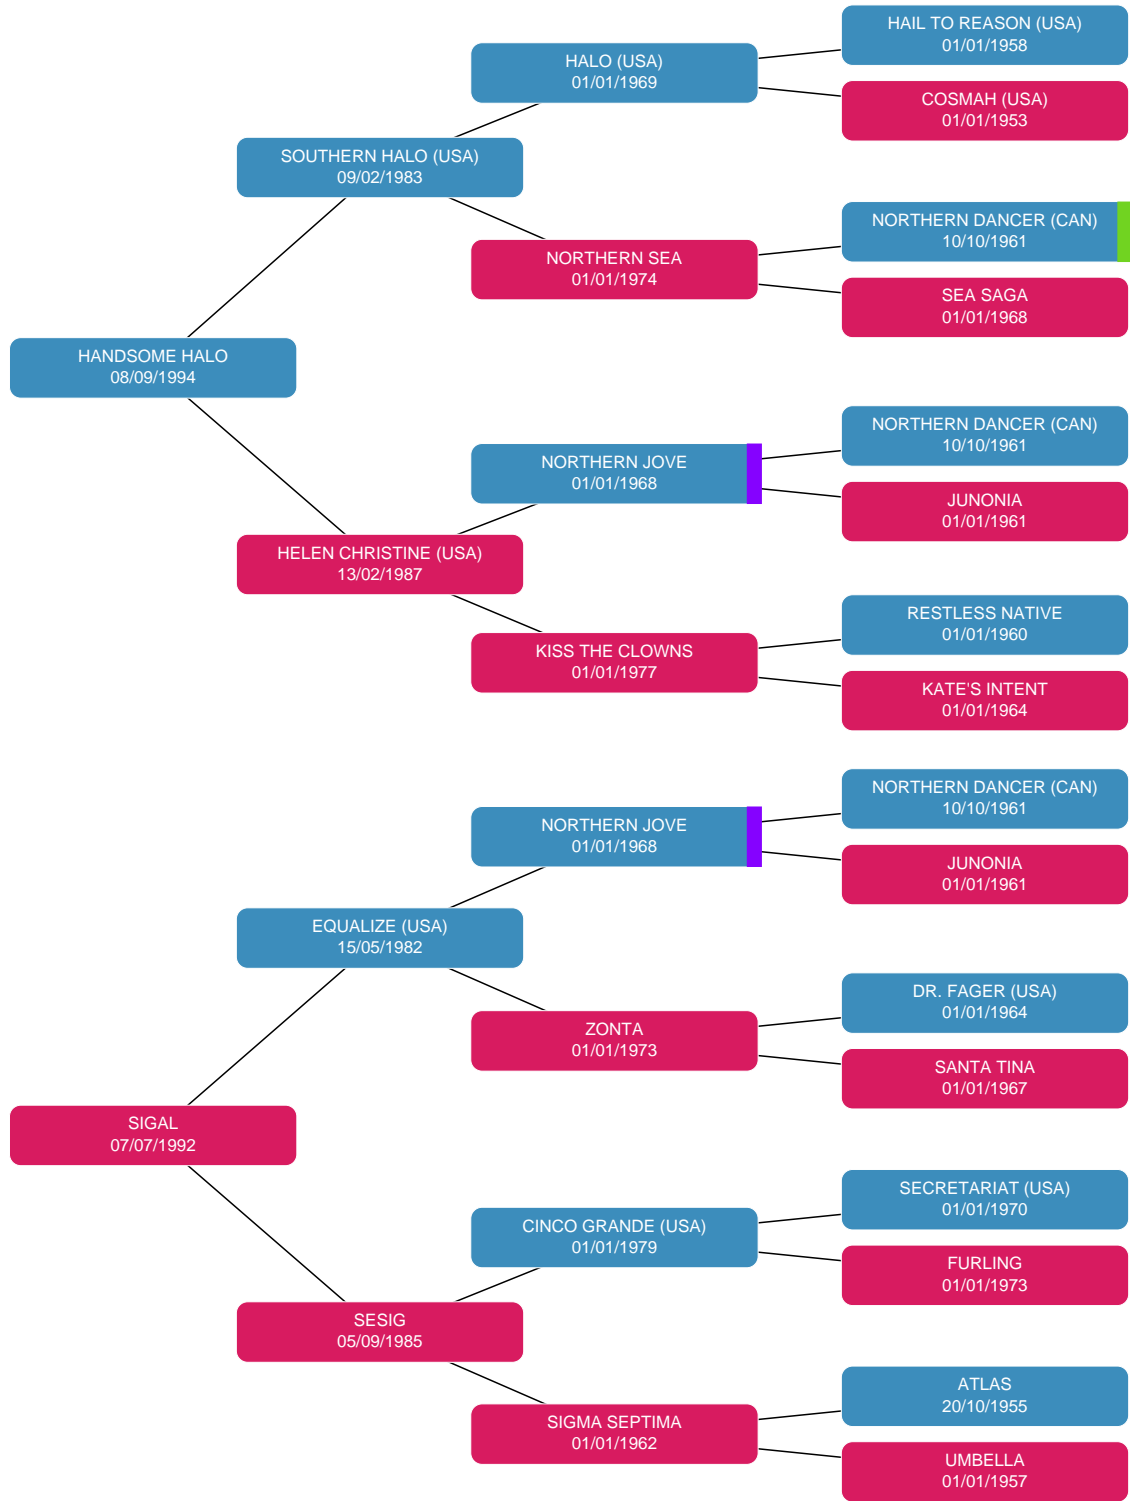 HAIL TO REASON (USA)
01/01/1958
HALO (USA)
01/01/1969
COSMAH (USA)
01/01/1953
SOUTHERN HALO (USA)
09/02/1983
NORTHERN DANCER (CAN)
10/10/1961
NORTHERN SEA
01/01/1974
SEA SAGA
01/01/1968
HANDSOME HALO
08/09/1994
NORTHERN DANCER (CAN)
10/10/1961
NORTHERN JOVE
01/01/1968
JUNONIA
01/01/1961
HELEN CHRISTINE (USA)
13/02/1987
RESTLESS NATIVE
01/01/1960
KISS THE CLOWNS
01/01/1977
KATE'S INTENT
01/01/1964
NORTHERN DANCER (CAN)
10/10/1961
NORTHERN JOVE
01/01/1968
JUNONIA
01/01/1961
EQUALIZE (USA)
15/05/1982
DR. FAGER (USA)
01/01/1964
ZONTA
01/01/1973
SANTA TINA
01/01/1967
SIGAL
07/07/1992
SECRETARIAT (USA)
01/01/1970
CINCO GRANDE (USA)
01/01/1979
FURLING
01/01/1973
SESIG
05/09/1985
ATLAS
20/10/1955
SIGMA SEPTIMA
01/01/1962
UMBELLA
01/01/1957